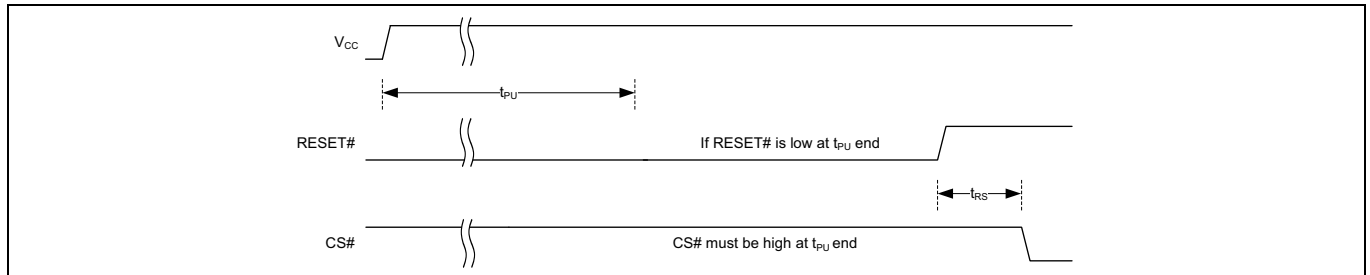 VCC
tPU
RESET#
If RESET# is low at tPU end
tRS
CS#
CS# must be high at tPU end